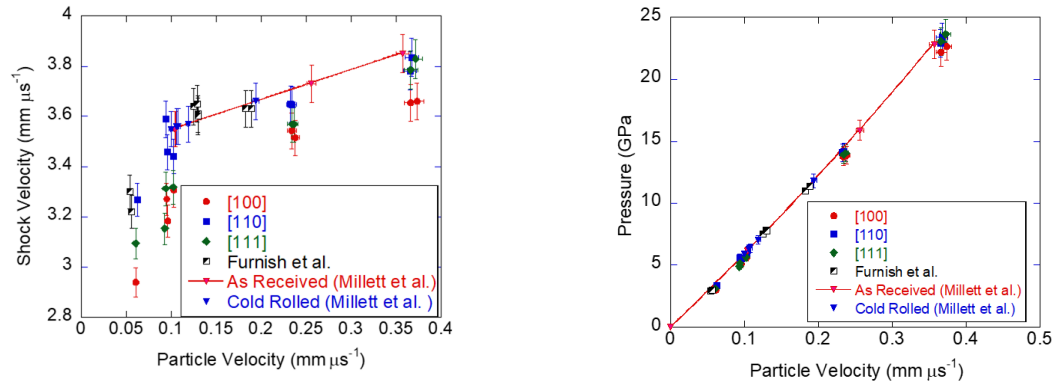 Shock Velocity (mm μs⁻¹)
4
3.8
3.6
3.4
3.2
3
2.8
[100]
[110]
[111]
Furnish et al.
As Received (Millett et al.)
Cold Rolled (Millett et al. )
0 0.05 0.1 0.15 0.2 0.25 0.3 0.35 0.4
Particle Velocity (mm μs⁻¹)
Pressure (GPa)
25
20
15
10
5
0
[100]
[110]
[111]
Furnish et al.
As Received (Millett et al.)
Cold Rolled (Millett et al. )
0 0.1 0.2 0.3 0.4 0.5
Particle Velocity (mm μs⁻¹)